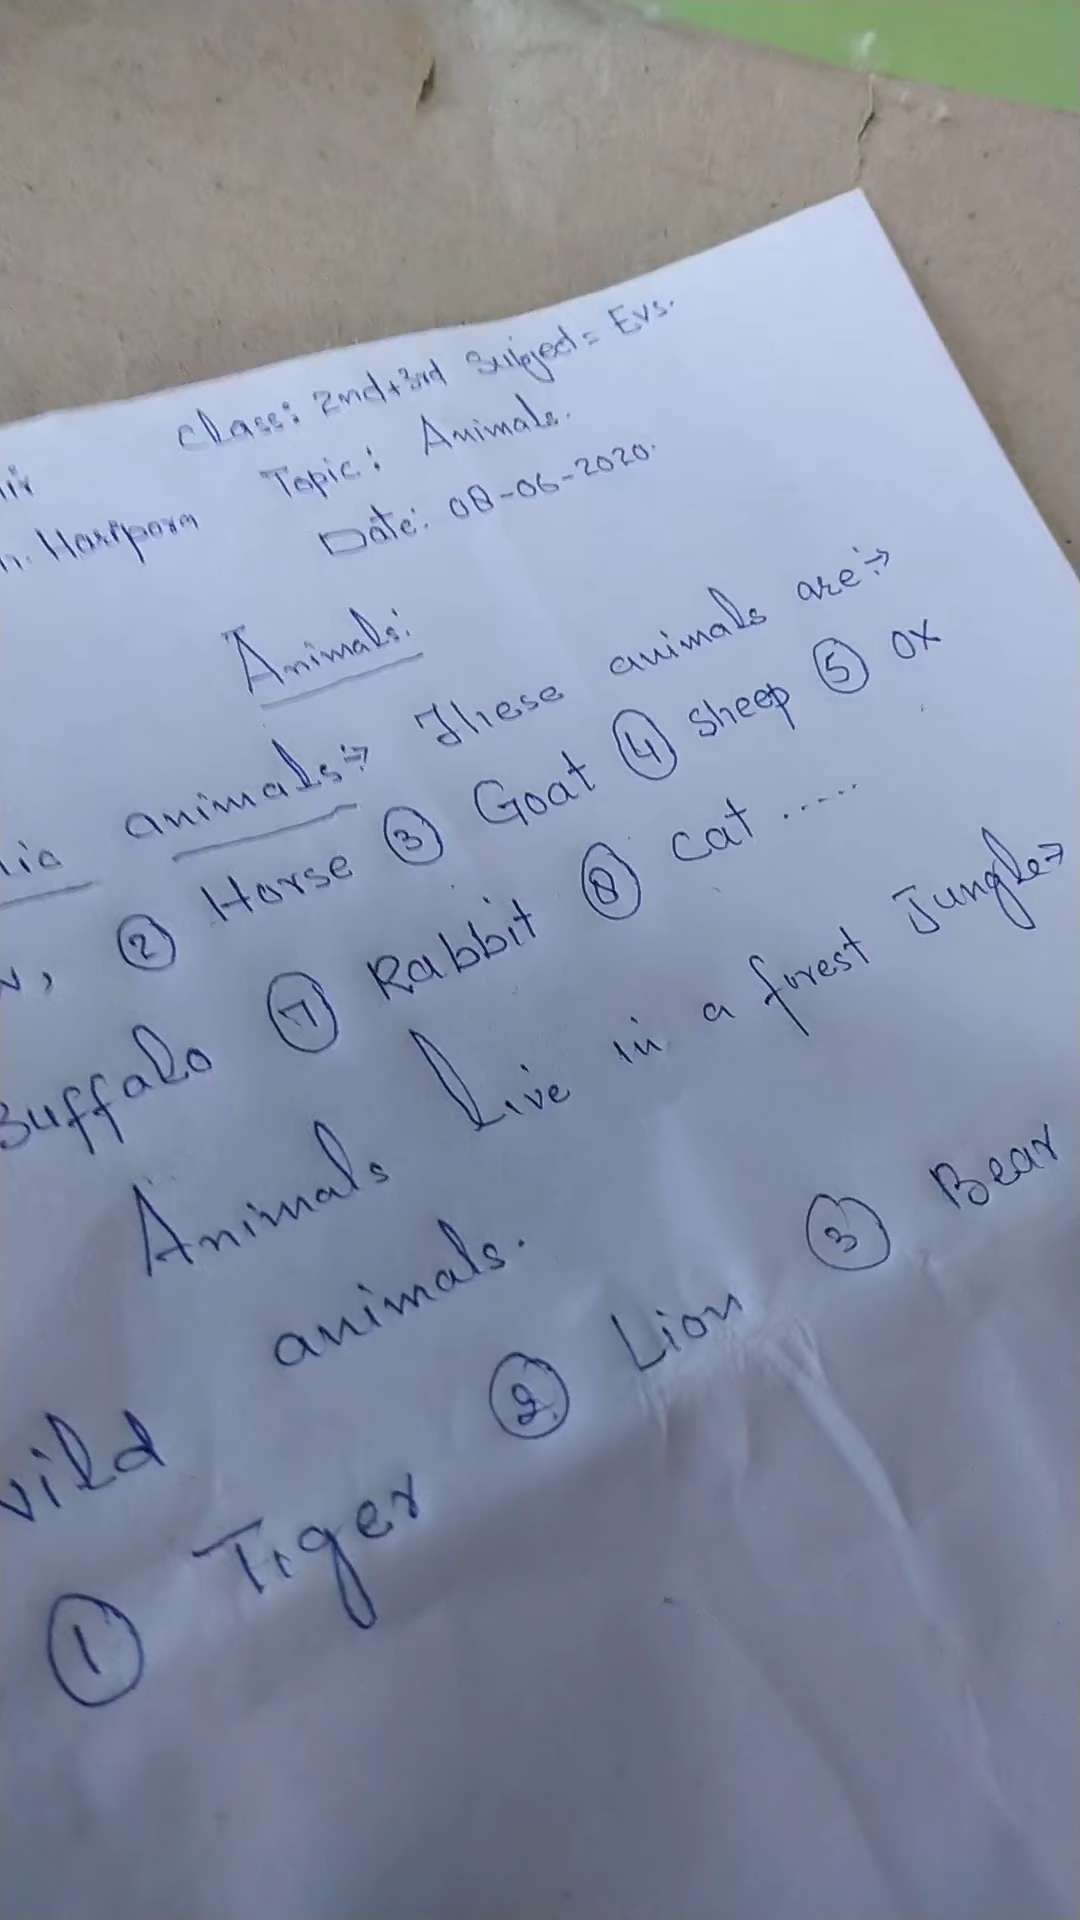 Class: 2nd+3rd Subject= Evs.
Topic: Animals.
Haripora Date: 08-06-2020.
Animals:
animals:→ These animals are:→
② Horse ③ Goat ④ Sheep ⑤ OX
Buffalo ⑦ Rabbit ⑧ Cat .....
Animals live in a forest Jungle→
wild animals.
① Tiger ② Lion ③ Bear